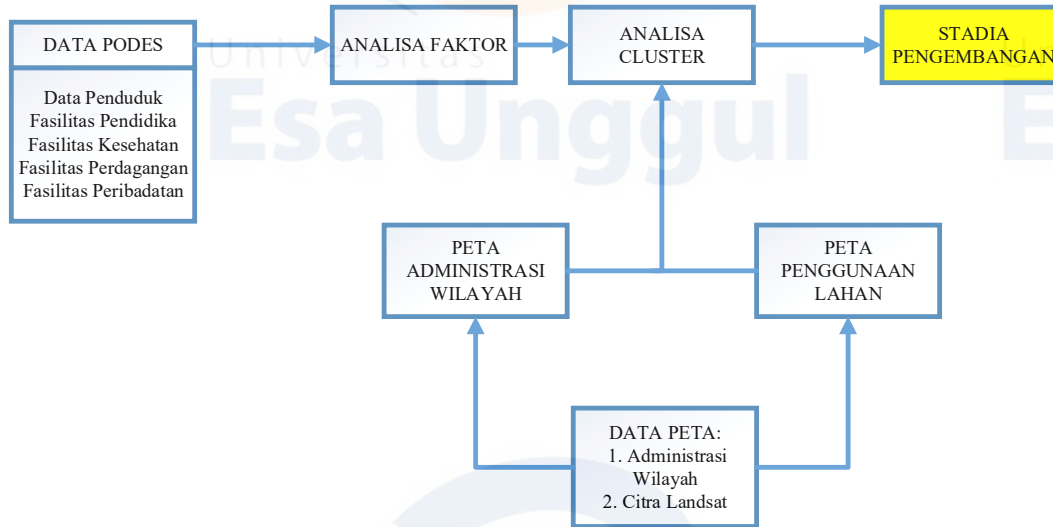 DATA PODES
Data Penduduk
Fasilitas Pendidika
Fasilitas Kesehatan
Fasilitas Perdagangan
Fasilitas Peribadatan
ANALISA FAKTOR
ANALISA
CLUSTER
STADIA
PENGEMBANGAN
Universitas
Esa Unggul
PETA
ADMINISTRASI
WILAYAH
PETA
PENGGUNAAN
LAHAN
DATA PETA:
1. Administrasi
Wilayah
2. Citra Landsat